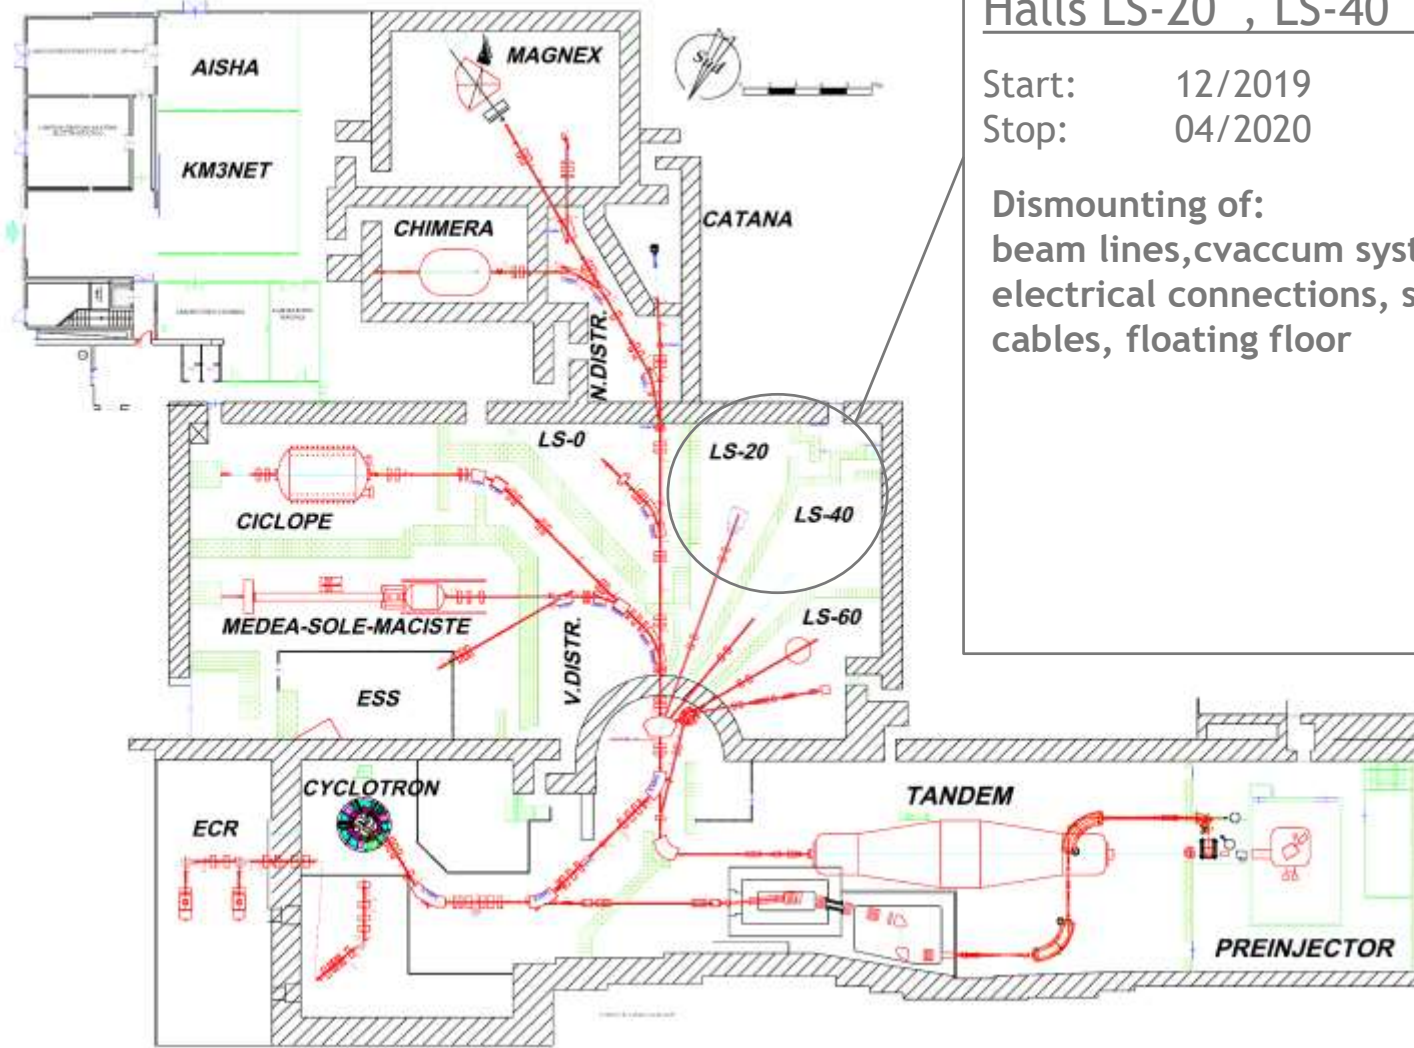 Halls LS-20 , LS-40
Start: 12/2019
Stop: 04/2020
Dismounting of:
beam lines,cvaccum syst
electrical connections, s
cables, floating floor
AISHA
MAGNEX
Sud
KM3NET
CHIMERA
CATANA
N.DISTR.
LS-0
LS-20
CICLOPE
LS-40
MEDEA-SOLE-MACISTE
LS-60
V.DISTR.
ESS
CYCLOTRON
TANDEM
ECR
PREINJECTOR